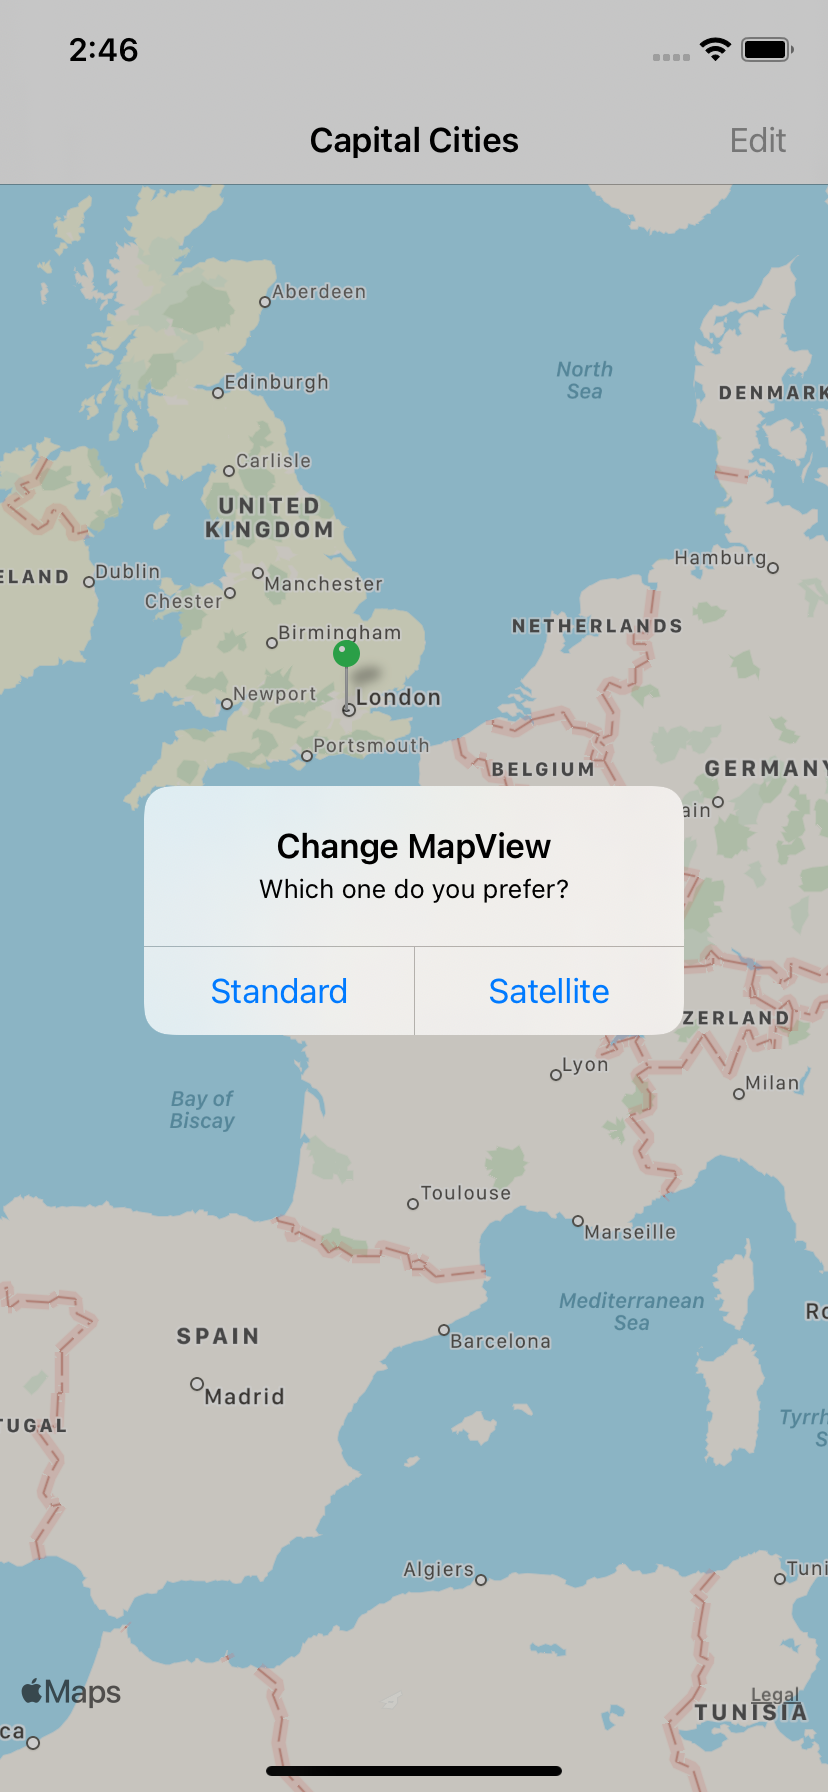 2:46
Capital Cities
Edit
Aberdeen
North
Sea
Edinburgh
DENMARK
Carlisle
UNITED
KINGDOM
Hamburg
ELAND
Dublin
Manchester
Chester
NETHERLANDS
Birmingham
Newport
London
Portsmouth
BELGIUM
GERMANY
ain
Change MapView
Which one do you prefer?
Standard
Satellite
ZERLAND
Lyon
Milan
Bay of
Biscay
Toulouse
Marseille
Mediterranean
Sea
Ro
SPAIN
Barcelona
Madrid
TUGAL
Tyrrh
S
Algiers
Tuni
Maps
Legal
TUNISIA
ca